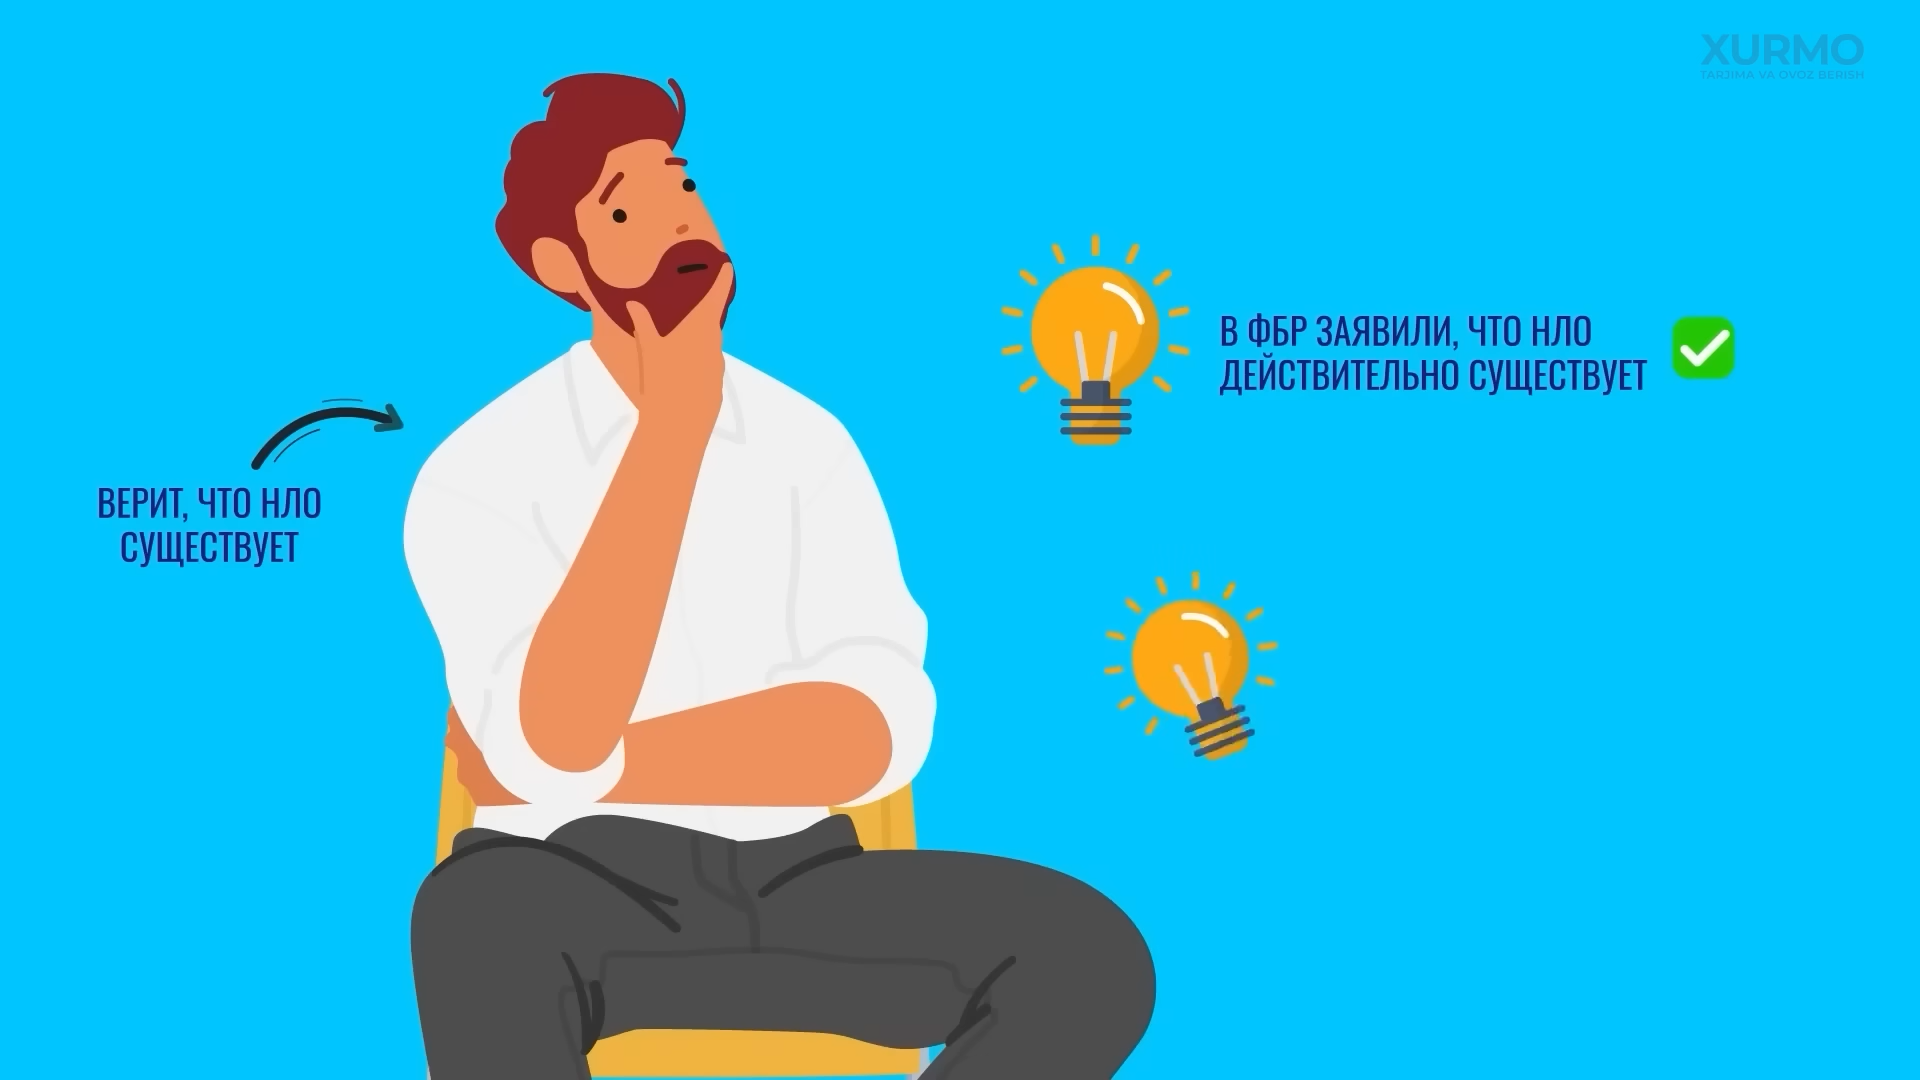 XURMO
TARJIMA VA OVOZ BERISH
В ФБР ЗАЯВИЛИ, ЧТО НЛО
ДЕЙСТВИТЕЛЬНО СУЩЕСТВУЕТ
ВЕРИТ, ЧТО НЛО
СУЩЕСТВУЕТ